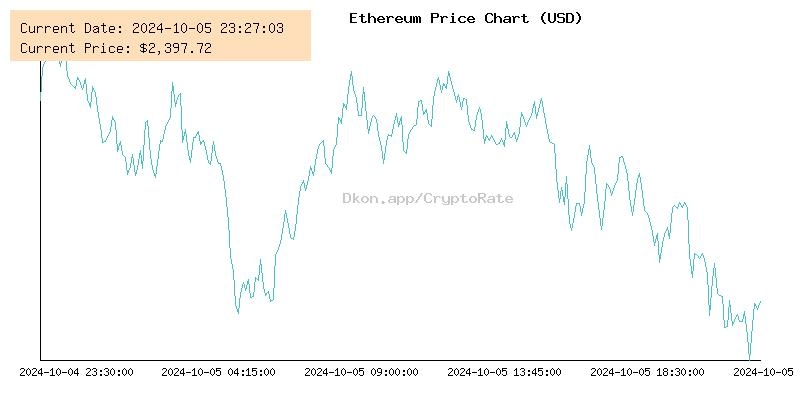 Ethereum Price Chart (USD)
Current Date: 2024-10-05 23:27:03
Current Price: $2,397.72
Dkon.app/CryptoRate
2024-10-04 23:30:00 2024-10-05 04:15:00 2024-10-05 09:00:00 2024-10-05 13:45:00 2024-10-05 18:30:00 2024-10-05